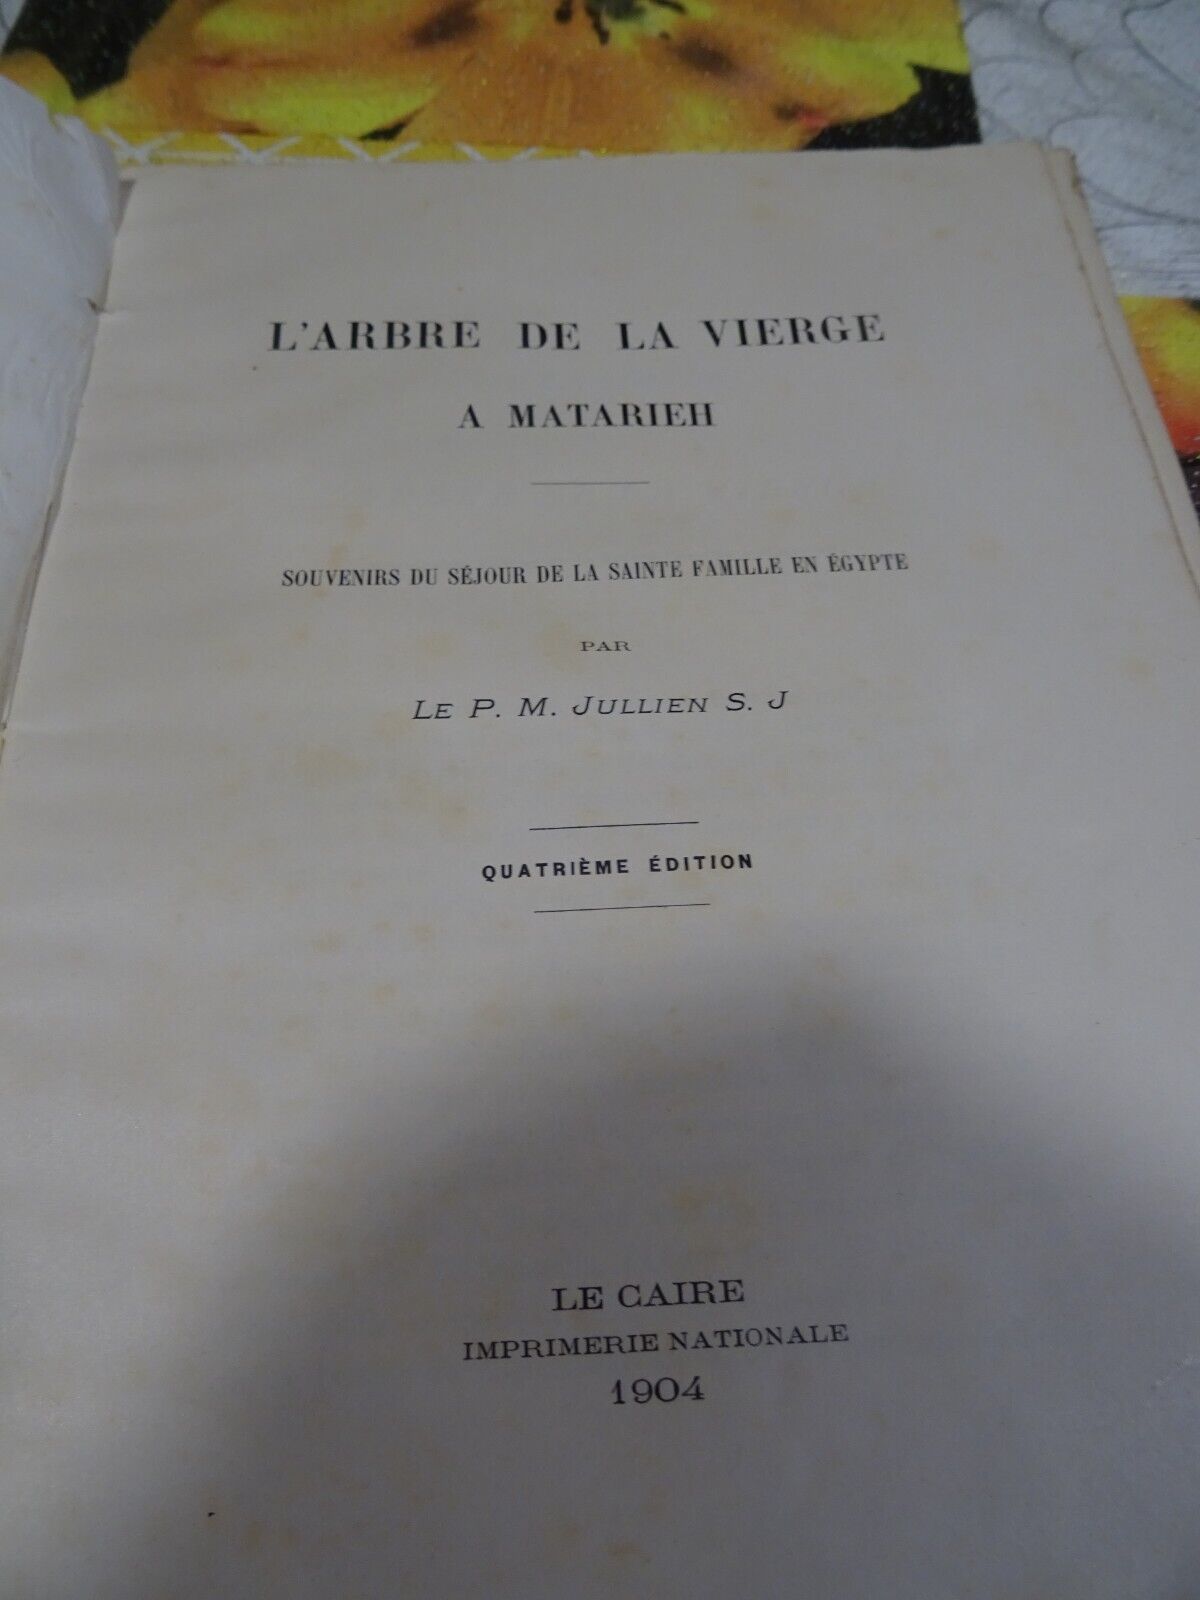 L'ARBRE DE LA VIERGE
A MATARIEH
SOUVENIRS DU SÉJOUR DE LA SAINTE FAMILLE EN ÉGYPTE
PAR
LE P. M. JULLIEN S. J
QUATRIÈME ÉDITION
LE CAIRE
IMPRIMERIE NATIONALE
1904